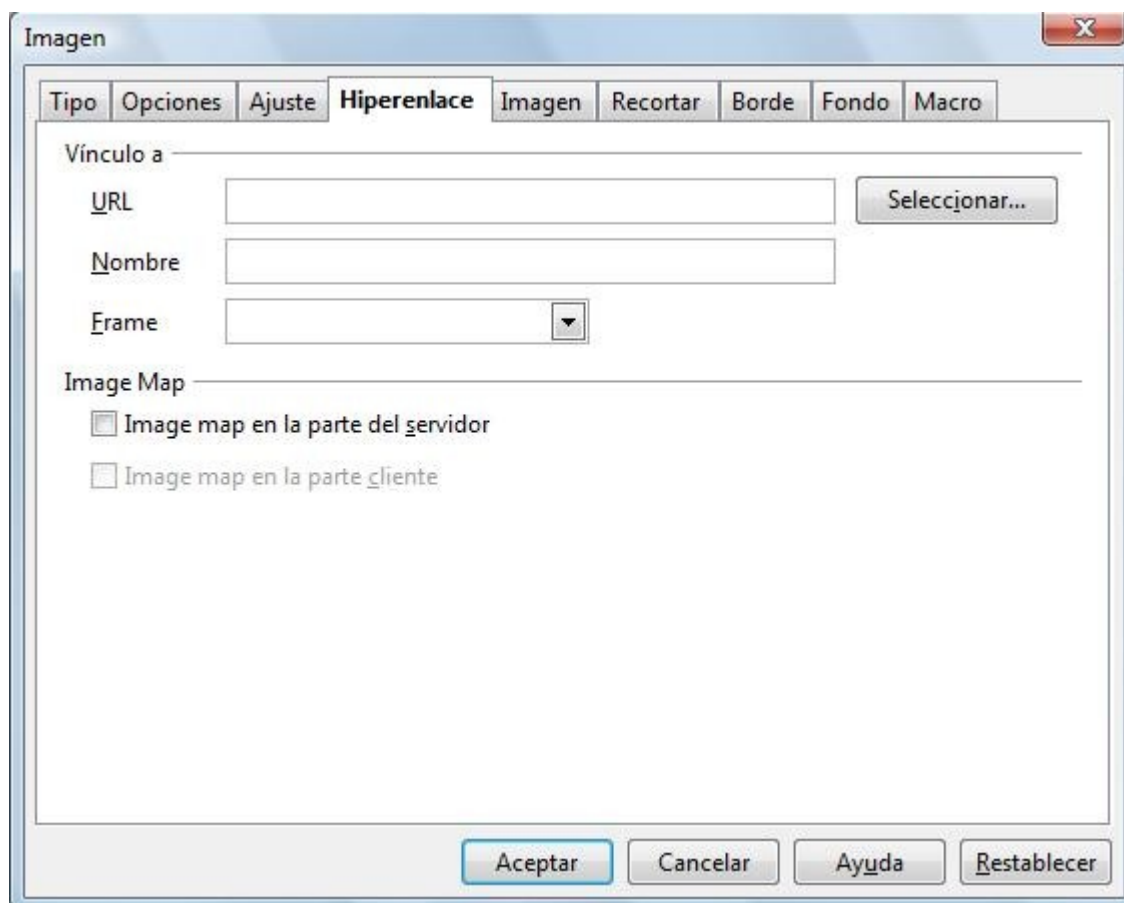 Imagen
Tipo Opciones Ajuste Hiperenlace Imagen Recortar Borde Fondo Macro
Vínculo a
URL Seleccionar...
Nombre
Frame
Image Map
Image map en la parte del servidor
Image map en la parte cliente
Aceptar Cancelar Ayuda Restablecer